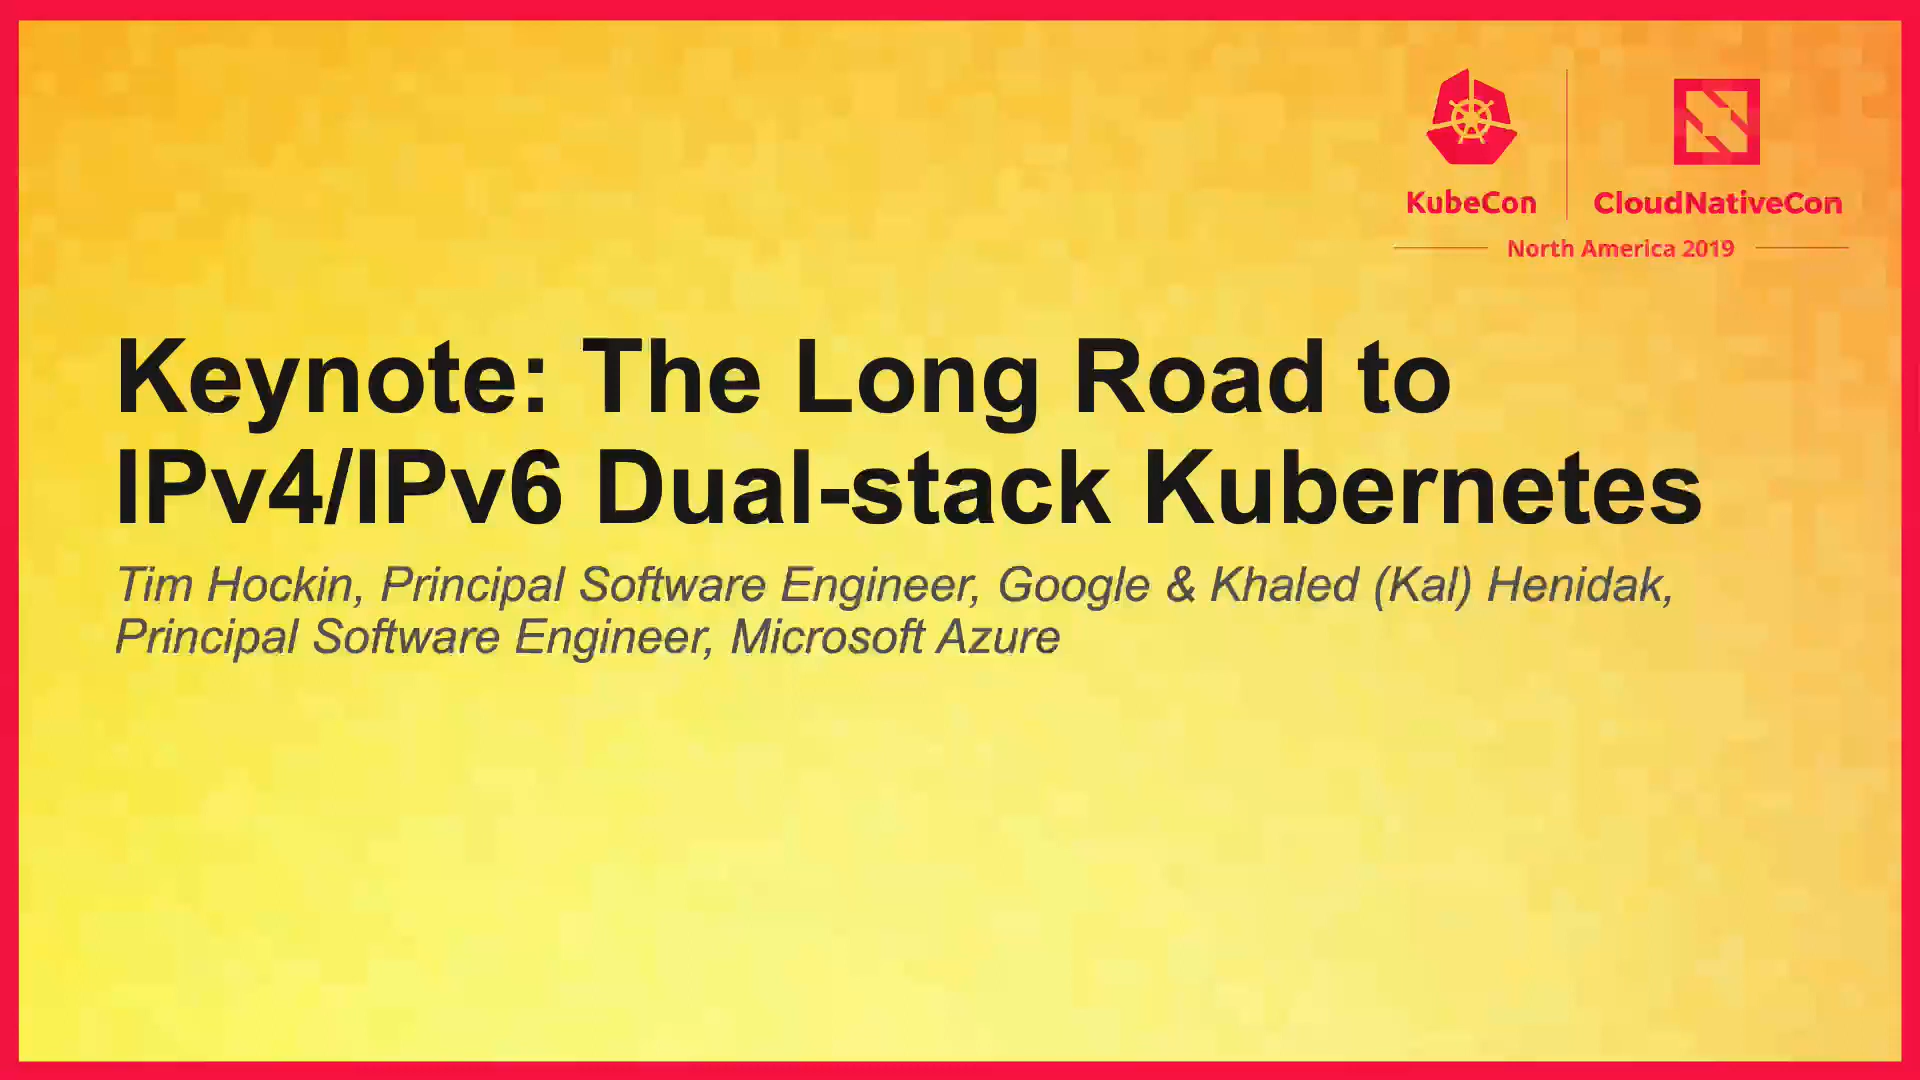 KubeCon
CloudNativeCon
North America 2019
Keynote: The Long Road to
IPv4/IPv6 Dual-stack Kubernetes
Tim Hockin, Principal Software Engineer, Google & Khaled (Kal) Henidak,
Principal Software Engineer, Microsoft Azure